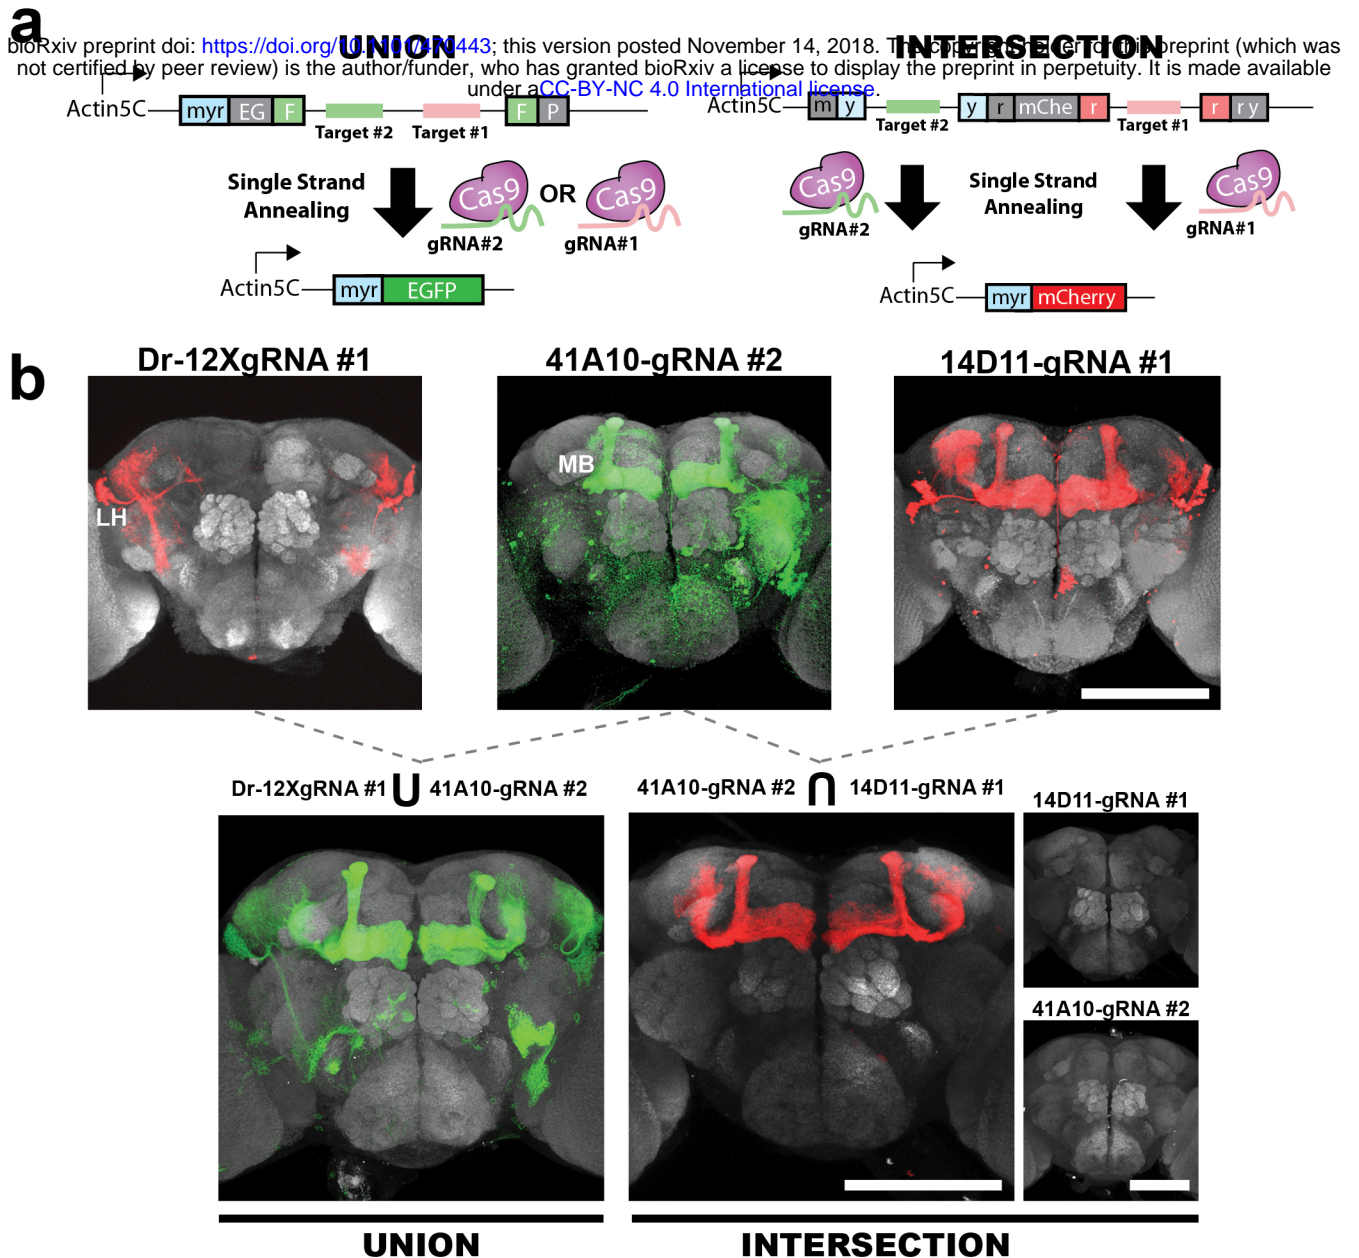 a
UNION
INTERSECTION
bioRxiv preprint doi: https://doi.org/10.1101/470443; this version posted November 14, 2018. The copyright holder for this preprint (which was
not certified by peer review) is the author/funder, who has granted bioRxiv a license to display the preprint in perpetuity. It is made available
under aCC-BY-NC 4.0 International license.
Actin5C myr EG F Target #2 Target #1 F P
Single Strand
Annealing
Cas9 OR Cas9
gRNA#2 gRNA#1
Actin5C myr EGFP
Actin5C m y Target #2 y r mChe r Target #1 r r y
Cas9
gRNA#2
Single Strand
Annealing
Cas9
gRNA#1
Actin5C myr mCherry
b
Dr-12XgRNA #1
41A10-gRNA #2
14D11-gRNA #1
LH
MB
Dr-12XgRNA #1 ∪ 41A10-gRNA #2
41A10-gRNA #2 ∩ 14D11-gRNA #1
14D11-gRNA #1
41A10-gRNA #2
UNION
INTERSECTION